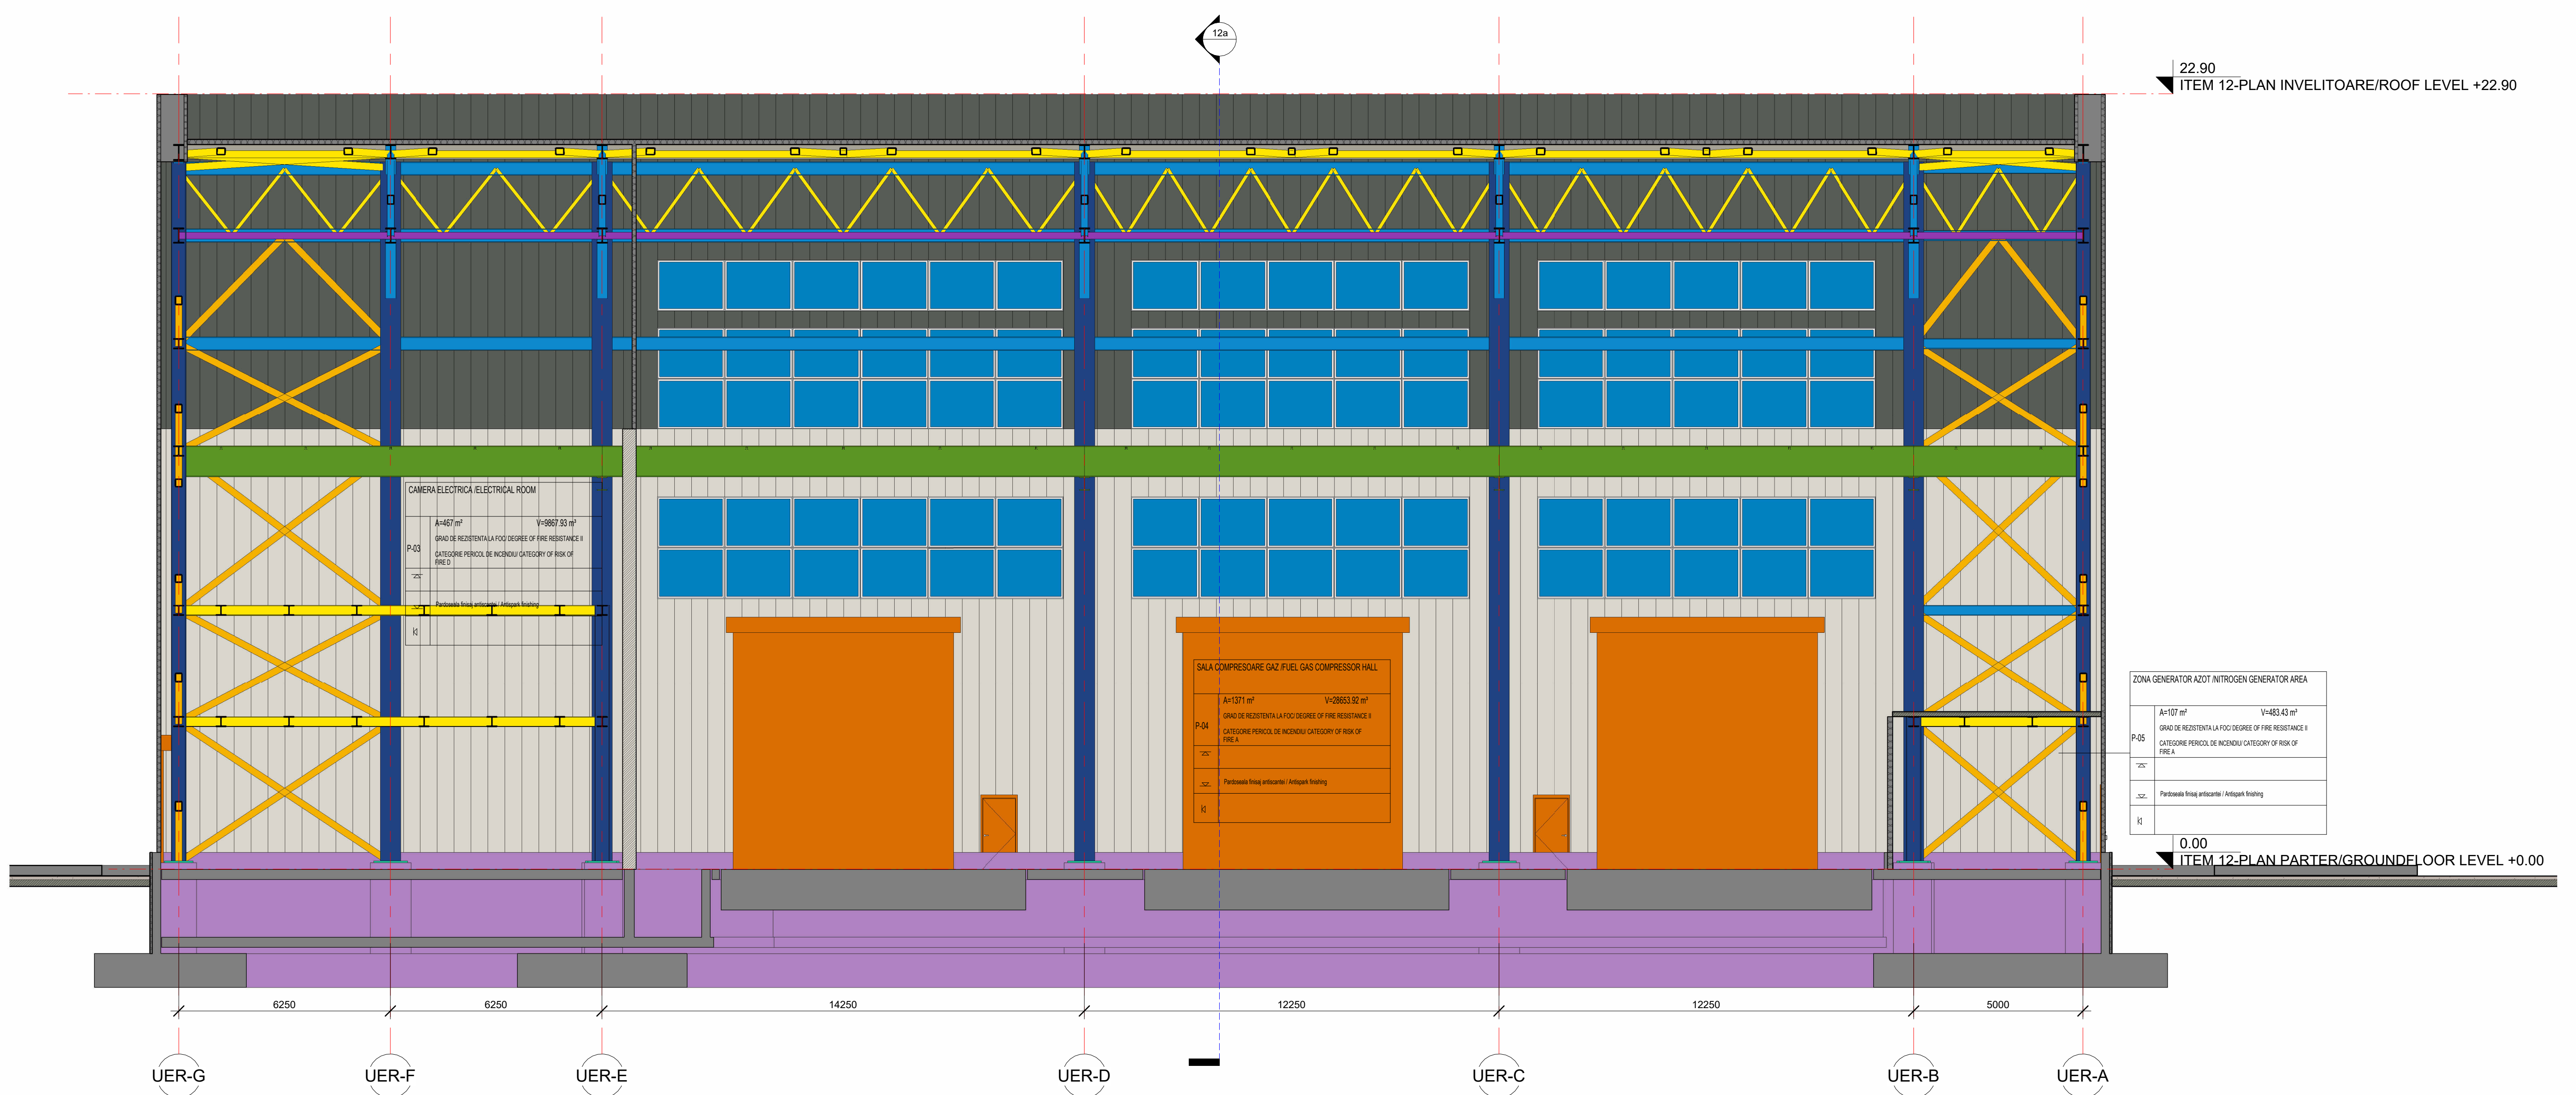 12a
22.90
ITEM 12-PLAN INVELITOARE/ROOF LEVEL +22.90
CAMERA ELECTRICA /ELECTRICAL ROOM
P-03
A=467 m²
V=9867.93 m³
GRAD DE REZISTENTA LA FOC/ DEGREE OF FIRE RESISTANCE II
CATEGORIE PERICOL DE INCENDIU/ CATEGORY OF RISK OF
FIRE D
Pardoseala finisaj antiscantei / Antispark finishing
SALA COMPRESOARE GAZ /FUEL GAS COMPRESSOR HALL
P-04
A=1371 m²
V=28653.92 m³
GRAD DE REZISTENTA LA FOC/ DEGREE OF FIRE RESISTANCE II
CATEGORIE PERICOL DE INCENDIU/ CATEGORY OF RISK OF
FIRE A
Pardoseala finisaj antiscantei / Antispark finishing
ZONA GENERATOR AZOT /NITROGEN GENERATOR AREA
P-05
A=107 m²
V=483.43 m³
GRAD DE REZISTENTA LA FOC/ DEGREE OF FIRE RESISTANCE II
CATEGORIE PERICOL DE INCENDIU/ CATEGORY OF RISK OF
FIRE A
Pardoseala finisaj antiscantei / Antispark finishing
0.00
ITEM 12-PLAN PARTER/GROUNDFLOOR LEVEL +0.00
6250
6250
14250
12250
12250
5000
UER-G
UER-F
UER-E
UER-D
UER-C
UER-B
UER-A